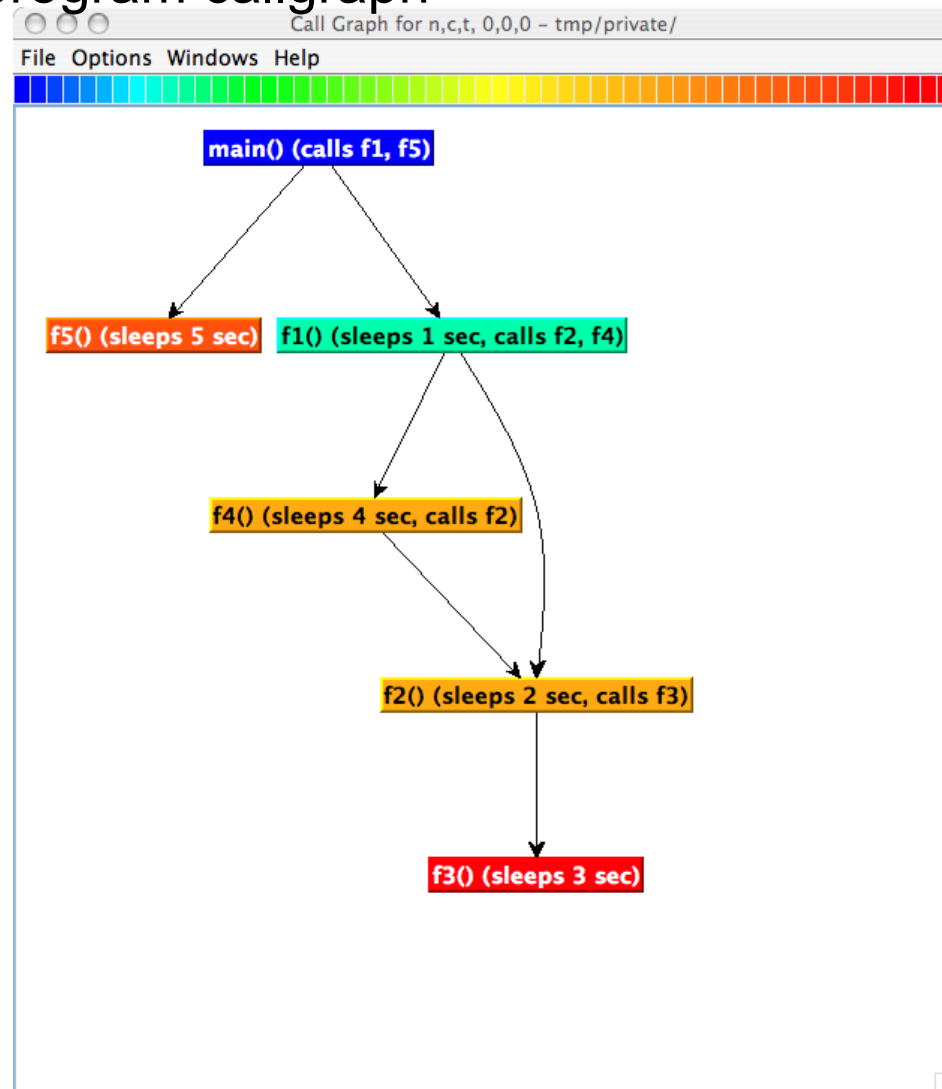 program callgraph
Call Graph for n,c,t, 0,0,0 – tmp/private/
File Options Windows Help
main() (calls f1, f5)
f5() (sleeps 5 sec)
f1() (sleeps 1 sec, calls f2, f4)
f4() (sleeps 4 sec, calls f2)
f2() (sleeps 2 sec, calls f3)
f3() (sleeps 3 sec)